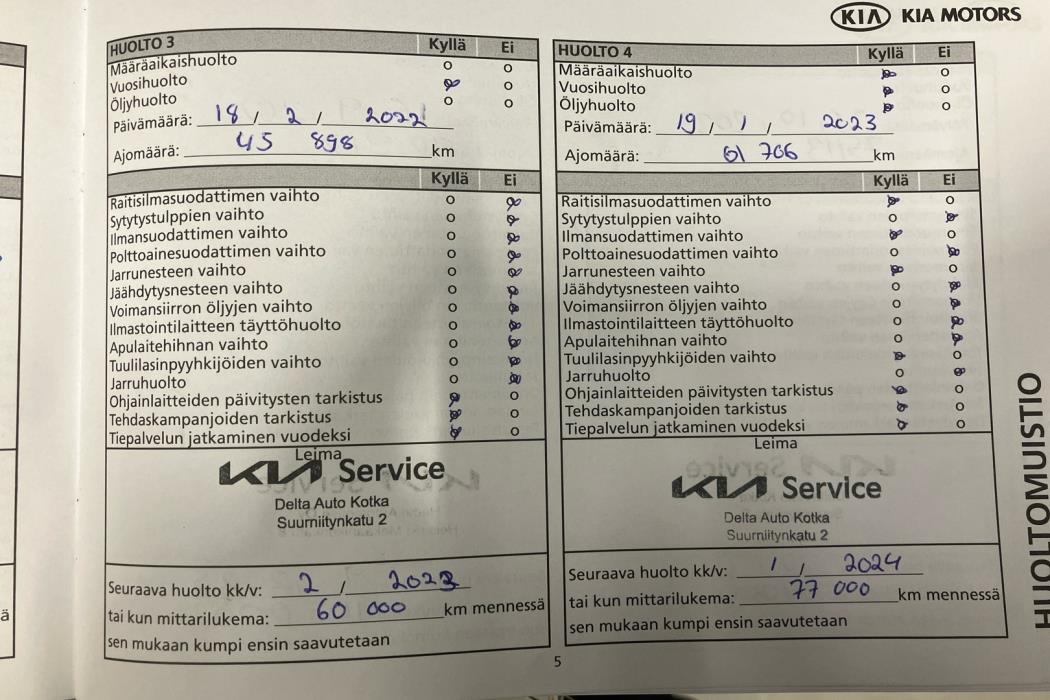 KIA KIA MOTORS
HUOLTO 3 Kyllä Ei
Määräaikaishuolto o o
Vuosihuolto o o
Öljyhuolto o o
Päivämäärä: 18 / 2 / 2022
Ajomäärä: 45 898 km
Kyllä Ei
Raitisilmasuodattimen vaihto o o
Sytytystulppien vaihto o o
Ilmansuodattimen vaihto o o
Polttoainesuodattimen vaihto o o
Jarrunesteen vaihto o o
Jäähdytysnesteen vaihto o o
Voimansiirron öljyjen vaihto o o
Ilmastointilaitteen täyttöhuolto o o
Apulaitehihnan vaihto o o
Tuulilasinpyyhkijöiden vaihto o o
Jarruhuolto o o
Ohjainlaitteiden päivitysten tarkistus o o
Tehdaskampanjoiden tarkistus o o
Tiepalvelun jatkaminen vuodeksi o o
Leima
KIA Service
Delta Auto Kotka
Suurniitynkatu 2
Seuraava huolto kk/v: 2 / 2023
tai kun mittarilukema: 60 000 km mennessä
sen mukaan kumpi ensin saavutetaan
HUOLTO 4 Kyllä Ei
Määräaikaishuolto o o
Vuosihuolto o o
Öljyhuolto o o
Päivämäärä: 19 / 1 / 2023
Ajomäärä: 61 706 km
Kyllä Ei
Raitisilmasuodattimen vaihto o o
Sytytystulppien vaihto o o
Ilmansuodattimen vaihto o o
Polttoainesuodattimen vaihto o o
Jarrunesteen vaihto o o
Jäähdytysnesteen vaihto o o
Voimansiirron öljyjen vaihto o o
Ilmastointilaitteen täyttöhuolto o o
Apulaitehihnan vaihto o o
Tuulilasinpyyhkijöiden vaihto o o
Jarruhuolto o o
Ohjainlaitteiden päivitysten tarkistus o o
Tehdaskampanjoiden tarkistus o o
Tiepalvelun jatkaminen vuodeksi o o
Leima
KIA Service
Delta Auto Kotka
Suurniitynkatu 2
Seuraava huolto kk/v: 1 / 2024
tai kun mittarilukema: 77 000 km mennessä
sen mukaan kumpi ensin saavutetaan
HUOLTOMUISTIO
5